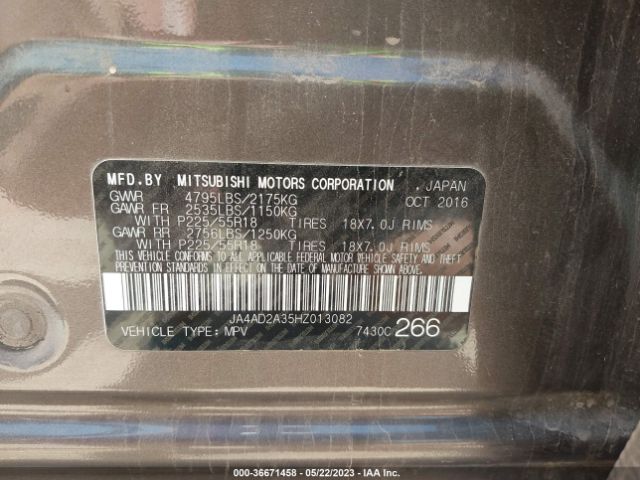 MFD.BY MITSUBISHI MOTORS CORPORATION , JAPAN
GVWR 4795LBS/2175KG OCT 2016
GAWR FR 2535LBS/1150KG
WITH P225/55R18 TIRES 18X7.0J RIMS
GAWR RR 2756LBS/1250KG
WITH P225/55R18 TIRES 18X7.0J RIMS
THIS VEHICLE CONFORMS TO ALL APPLICABLE FEDERAL MOTOR VEHICLE SAFETY AND THEFT
PREVENTION STANDARDS IN EFFECT ON THE DATE OF MANUFACTURE SHOWN ABOVE.
JA4AD2A35HZ013082
VEHICLE TYPE: MPV 7430C 266
000-36671458 - 05/22/2023 - IAA Inc.